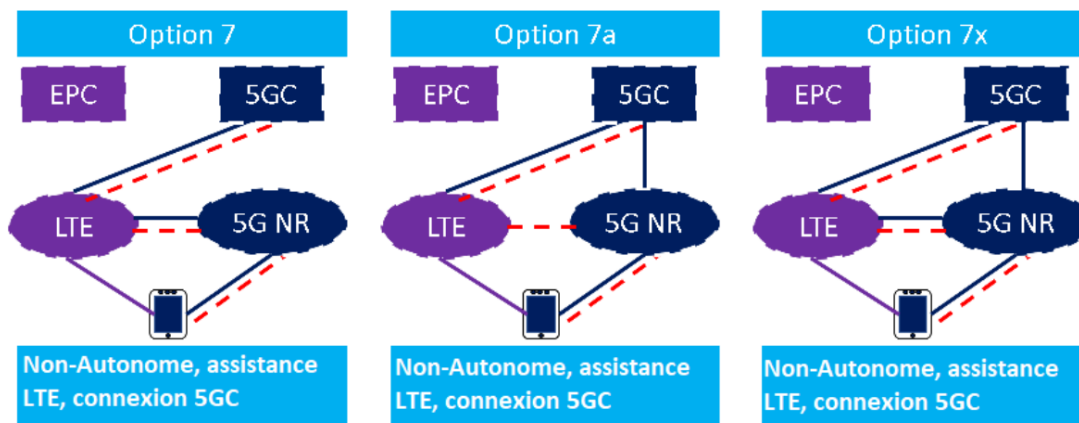 Option 7
EPC
5GC
LTE
5G NR
Non-Autonome, assistance
LTE, connexion 5GC
Option 7a
EPC
5GC
LTE
5G NR
Non-Autonome, assistance
LTE, connexion 5GC
Option 7x
EPC
5GC
LTE
5G NR
Non-Autonome, assistance
LTE, connexion 5GC